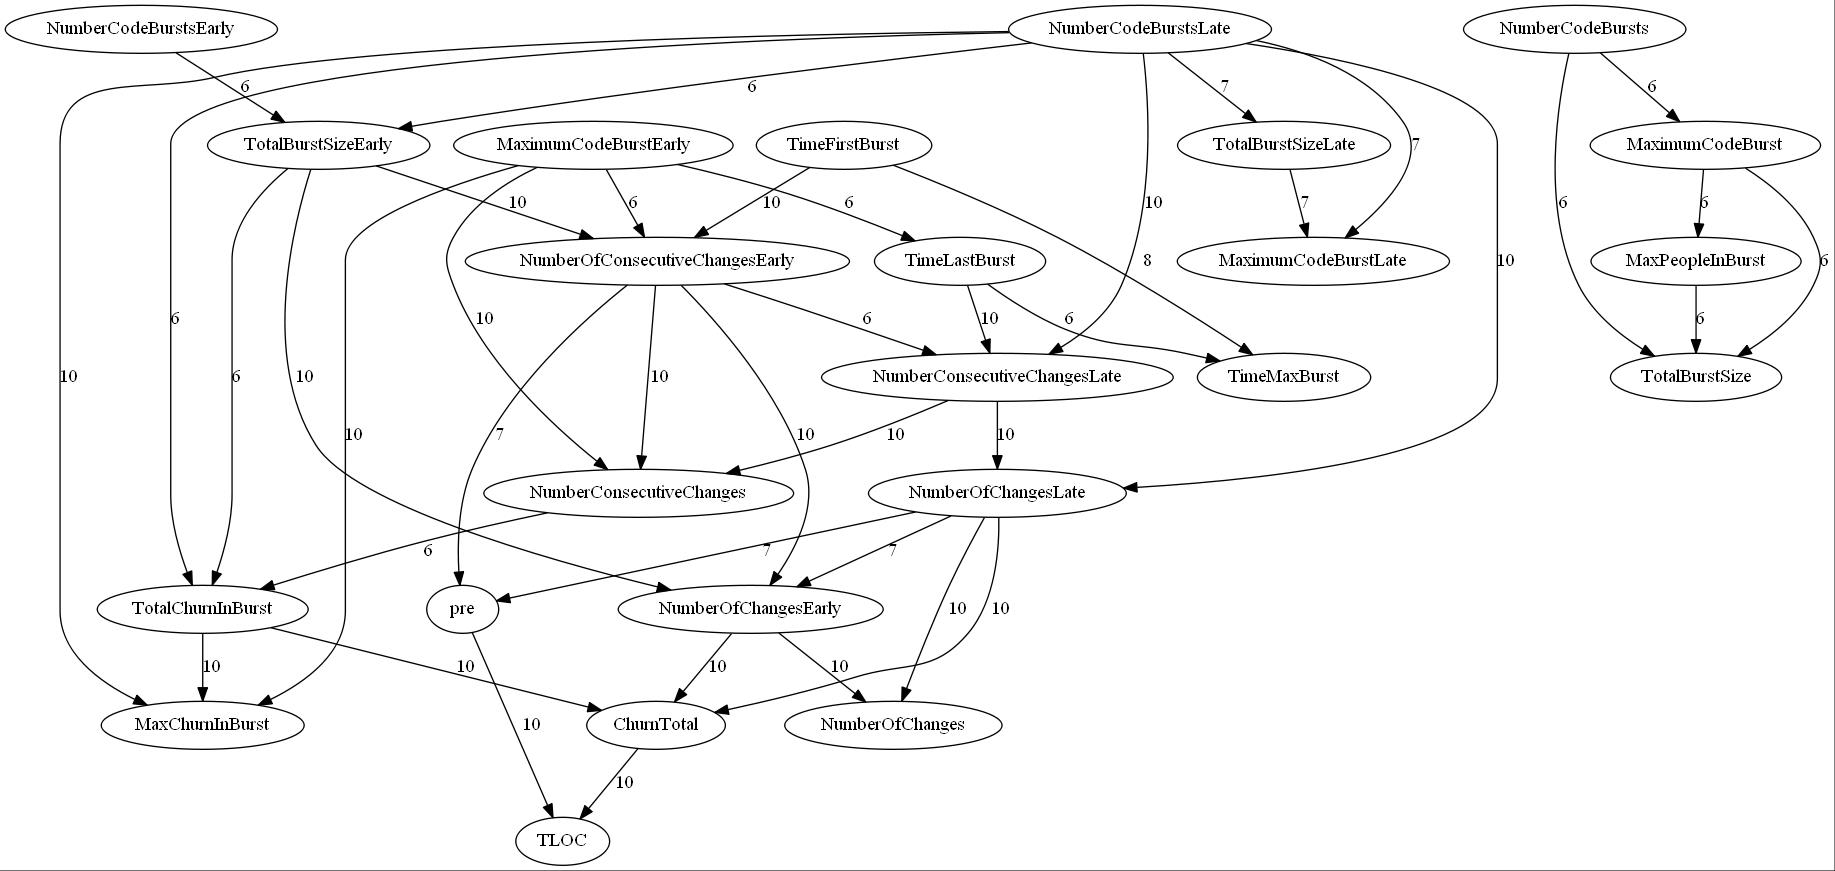 NumberCodeBurstsEarly
NumberCodeBurstsLate
NumberCodeBursts
6
6
7
6
TotalBurstSizeEarly
MaximumCodeBurstEarly
TimeFirstBurst
TotalBurstSizeLate
7
MaximumCodeBurst
10
6
10
6
10
7
6
6
NumberOfConsecutiveChangesEarly
TimeLastBurst
8
MaximumCodeBurstLate
10
MaxPeopleInBurst
6
6
10
6
10
6
6
10
6
10
10
NumberConsecutiveChangesLate
TimeMaxBurst
TotalBurstSize
10
7
10
10
10
NumberConsecutiveChanges
NumberOfChangesLate
6
7
7
TotalChurnInBurst
pre
NumberOfChangesEarly
10
10
10
10
10
10
MaxChurnInBurst
10
ChurnTotal
NumberOfChanges
10
TLOC